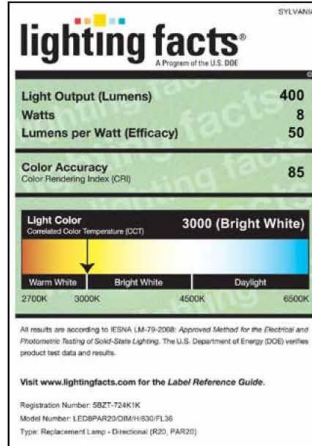 SYLVANIA
lighting facts®
A Program of the U.S. DOE
Light Output (Lumens) 400
Watts 8
Lumens per Watt (Efficacy) 50
Color Accuracy 85
Color Rendering Index (CRI)
Light Color 3000 (Bright White)
Correlated Color Temperature (CCT)
Warm White Bright White Daylight
2700K 3000K 4500K 6500K
All results are according to IESNA LM-79-2008: Approved Method for the Electrical and
Photometric Testing of Solid-State Lighting. The U.S. Department of Energy (DOE) verifies
product test data and results.
Visit www.lightingfacts.com for the Label Reference Guide.
Registration Number: 5BZT-724K1K
Model Number: LED8PAR20/DIM/H/830/FL36
Type: Replacement Lamp - Directional (R20, PAR20)